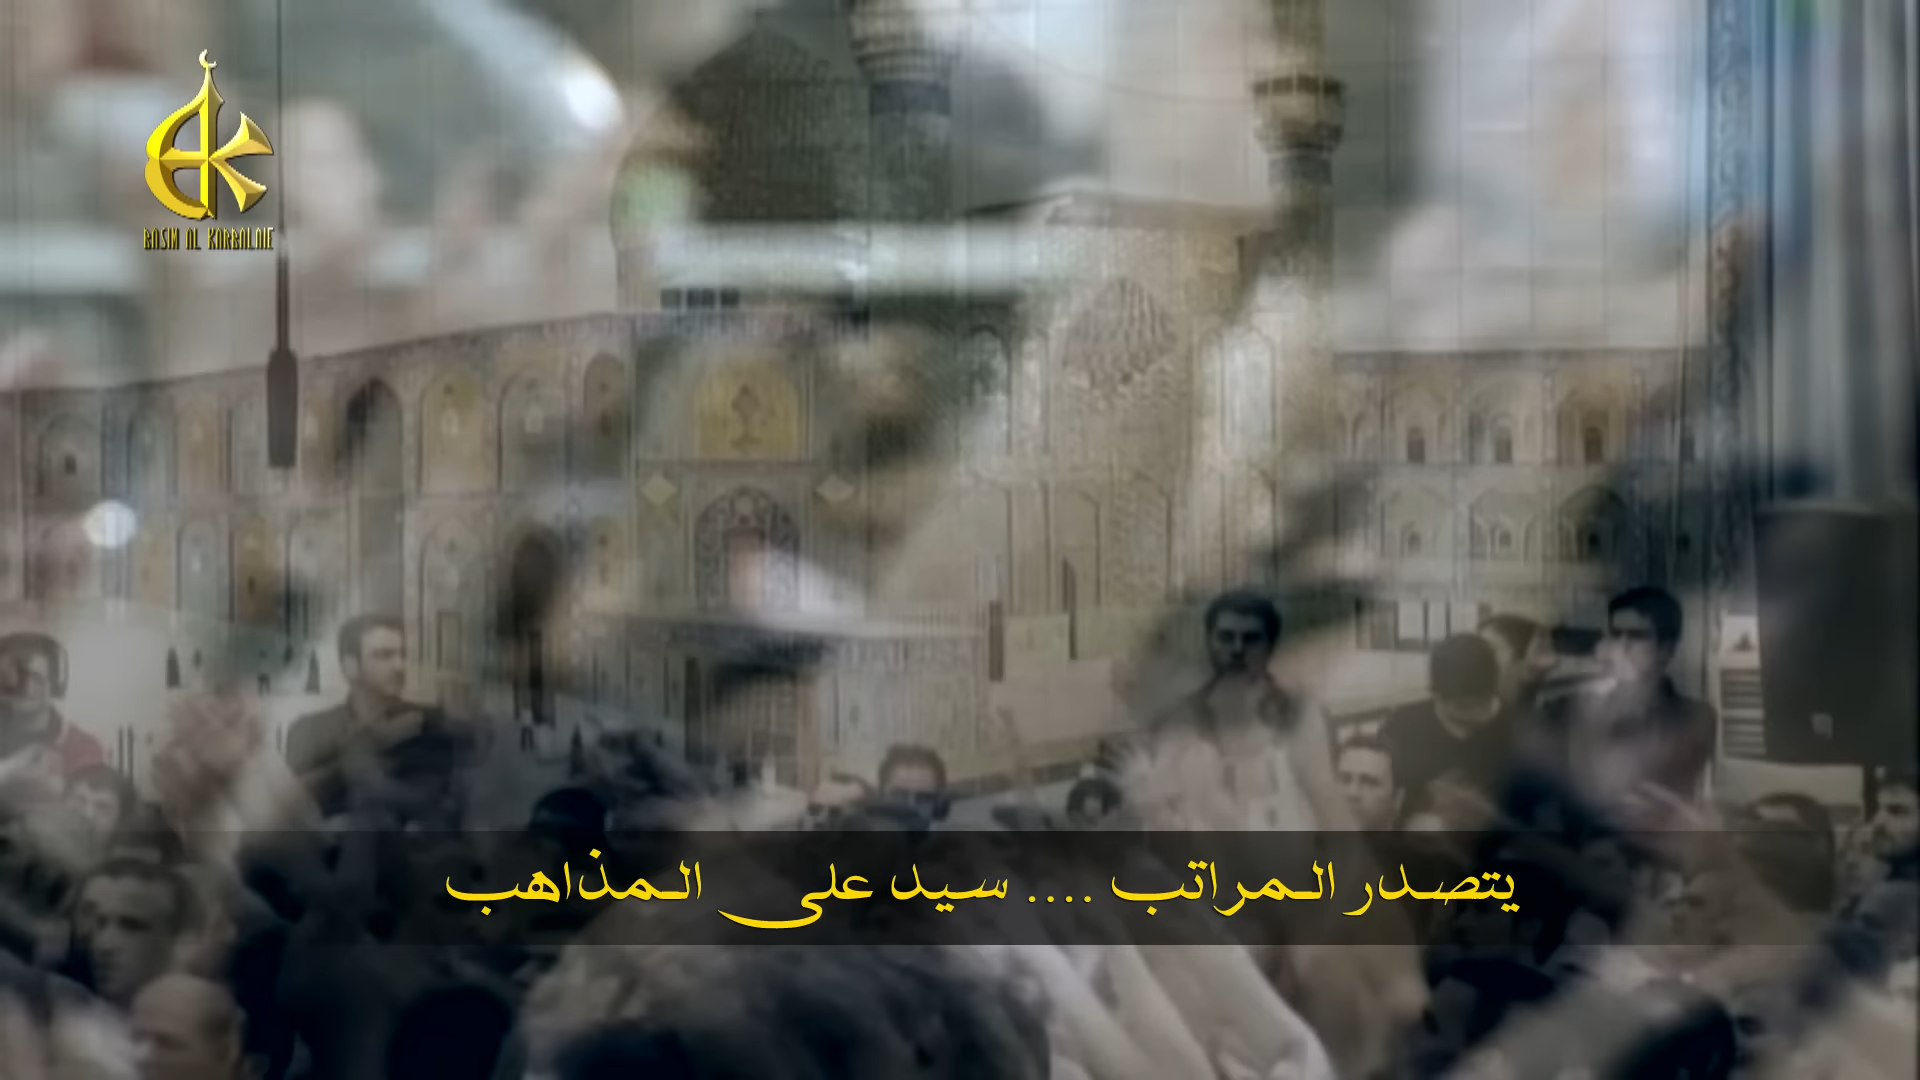 BASIM AL KARBALAIE
يتصدر المراتب .... سيد على المذاهب